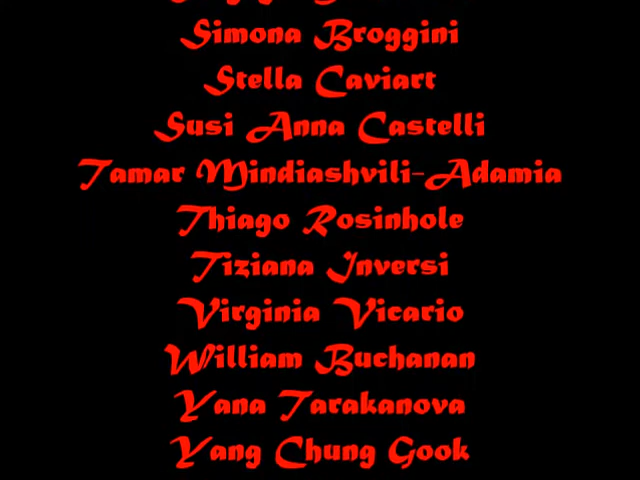 Simona Broggini
Stella Caviart
Susi Anna Castelli
Tamar Mindiashvili-Adamia
Thiago Rosinhole
Tiziana Inversi
Virginia Vicario
William Buchanan
Yana Tarakanova
Yang Chung Gook